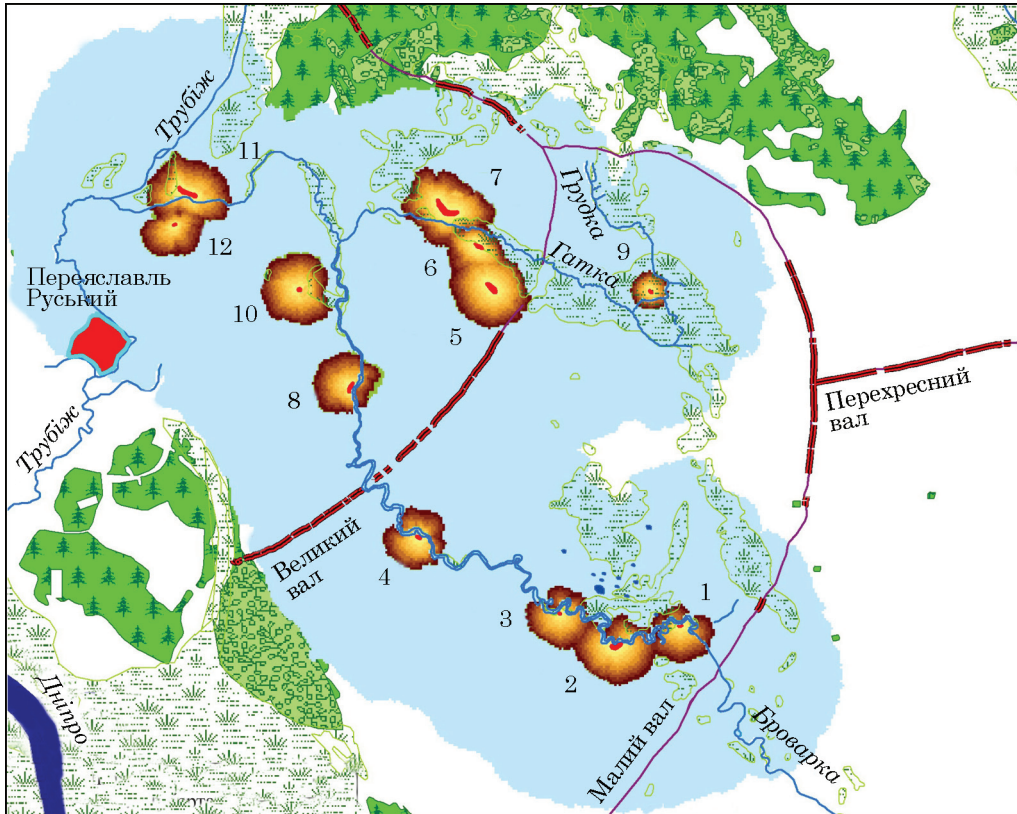 Трубіж
11
7
Грудка
9
12
Гатка
6
Переяславль
Руський
10
5
8
Перехресний
вал
Трубіж
Великий
вал
4
1
3
2
Дніпро
Малий вал
Броварка